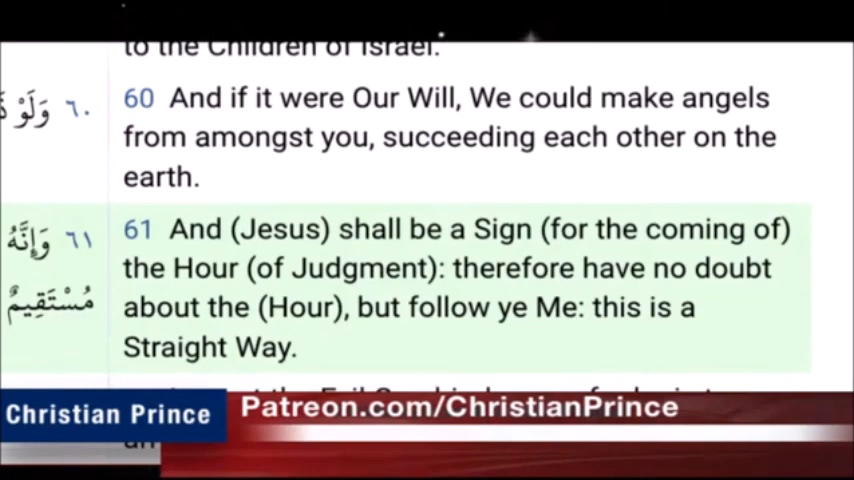 to the Children of Israel.
وَلَوْ ٦٠ 60 And if it were Our Will, We could make angels
from amongst you, succeeding each other on the
earth.
وَإِنَّهُ ٦١ 61 And (Jesus) shall be a Sign (for the coming of)
the Hour (of Judgment): therefore have no doubt
مُسْتَقِيمٌ about the (Hour), but follow ye Me: this is a
Straight Way.
Christian Prince
Patreon.com/ChristianPrince